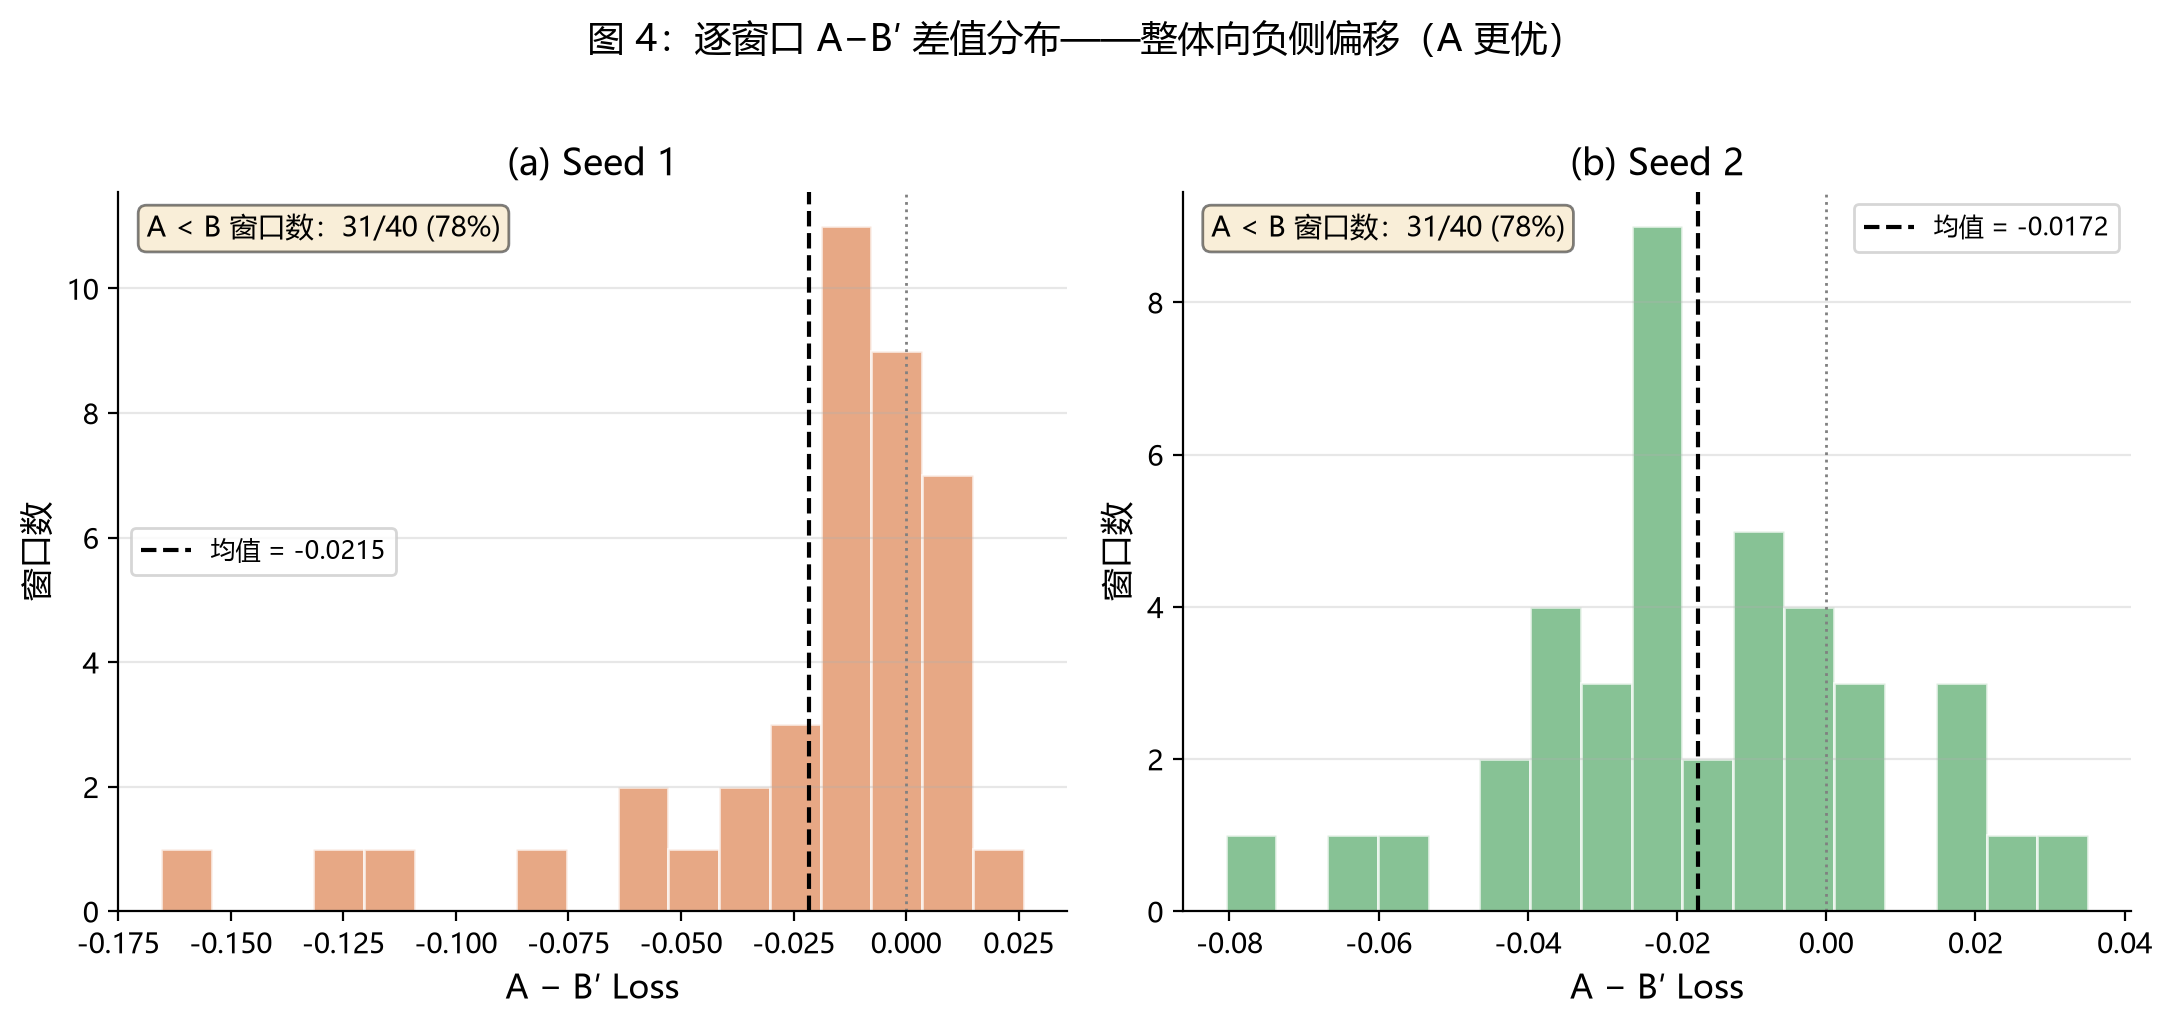 图 4：逐窗口 A−B′ 差值分布——整体向负侧偏移（A 更优）
(a) Seed 1
A < B 窗口数：31/40 (78%)
均值 = -0.0215
窗口数
10
8
6
4
2
0
-0.175 -0.150 -0.125 -0.100 -0.075 -0.050 -0.025 0.000 0.025
A − B′ Loss
(b) Seed 2
A < B 窗口数：31/40 (78%)
均值 = -0.0172
窗口数
8
6
4
2
0
-0.08 -0.06 -0.04 -0.02 0.00 0.02 0.04
A − B′ Loss